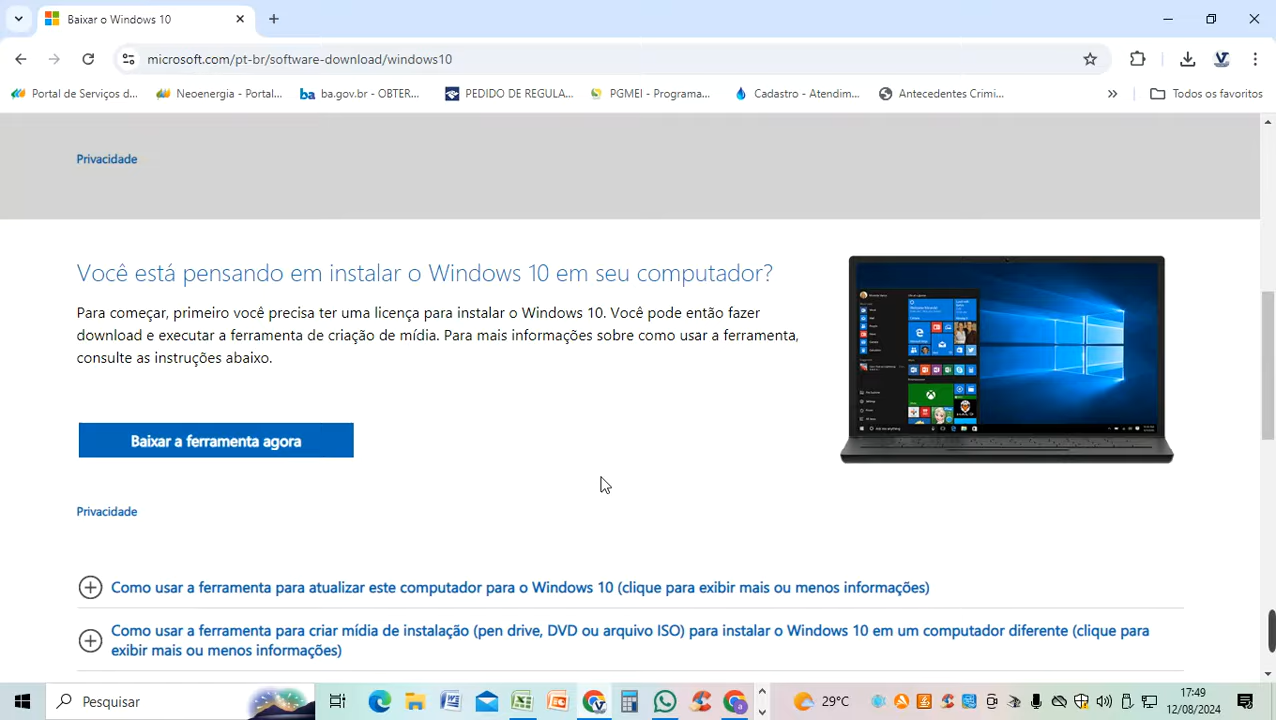 Baixar o Windows 10
microsoft.com/pt-br/software-download/windows10
Portal de Serviços d...
Neoenergia - Portal...
ba.gov.br - OBTER...
PEDIDO DE REGULA...
PGMEI - Programa...
Cadastro - Atendim...
Antecedentes Crimi...
Todos os favoritos
Privacidade
Você está pensando em instalar o Windows 10 em seu computador?
Para começar, primeiro você precisa ter uma licença para instalar o Windows 10. Você pode então fazer
download e executar a ferramenta de criação de mídia. Para mais informações sobre como usar a ferramenta,
consulte as instruções abaixo.
Baixar a ferramenta agora
Privacidade
Como usar a ferramenta para atualizar este computador para o Windows 10 (clique para exibir mais ou menos informações)
Como usar a ferramenta para criar mídia de instalação (pen drive, DVD ou arquivo ISO) para instalar o Windows 10 em um computador diferente (clique para
exibir mais ou menos informações)
Pesquisar
29°C
17:49
12/08/2024